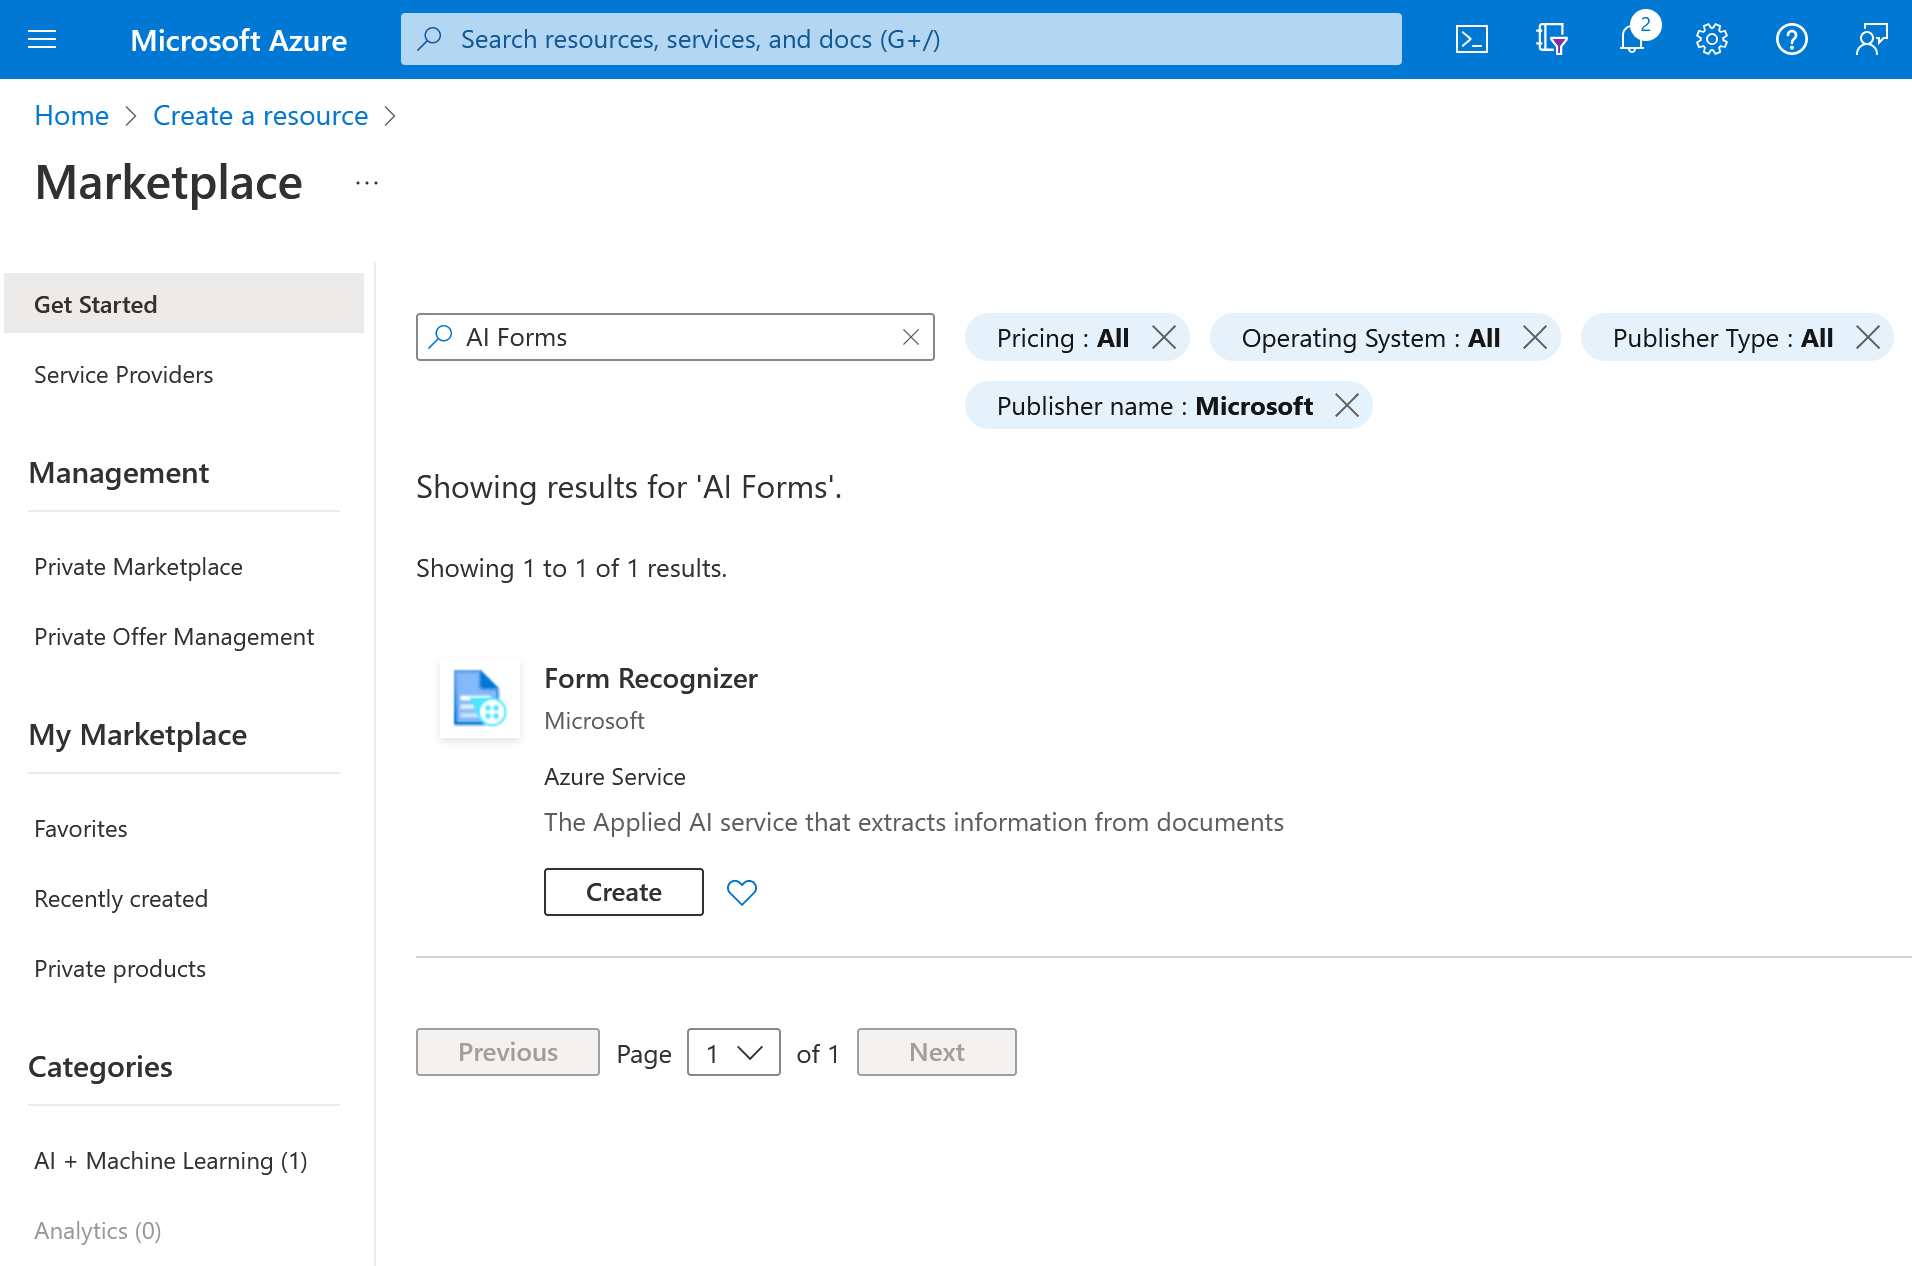 Microsoft Azure
Search resources, services, and docs (G+/)
2
Home > Create a resource >
Marketplace ...
Get Started
Service Providers
Management
Private Marketplace
Private Offer Management
My Marketplace
Favorites
Recently created
Private products
Categories
AI + Machine Learning (1)
Analytics (0)
AI Forms
Pricing : All
Operating System : All
Publisher Type : All
Publisher name : Microsoft
Showing results for 'AI Forms'.
Showing 1 to 1 of 1 results.
Form Recognizer
Microsoft
Azure Service
The Applied AI service that extracts information from documents
Create
Previous Page 1 of 1 Next